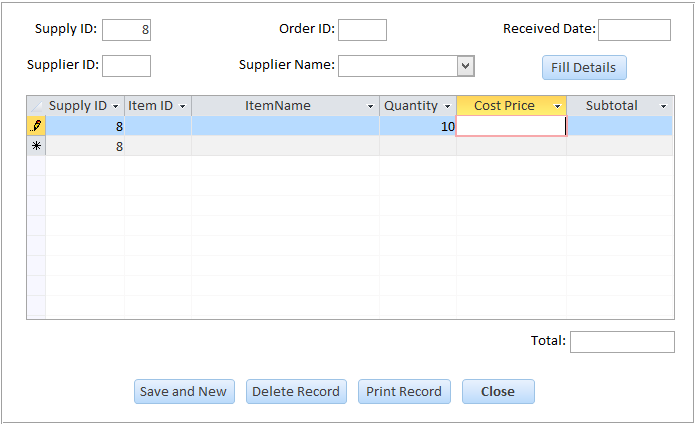 Supply ID: 8 Order ID: Received Date:
Supplier ID: Supplier Name: Fill Details
Supply ID Item ID ItemName Quantity Cost Price Subtotal
8 10
8
Total:
Save and New Delete Record Print Record Close